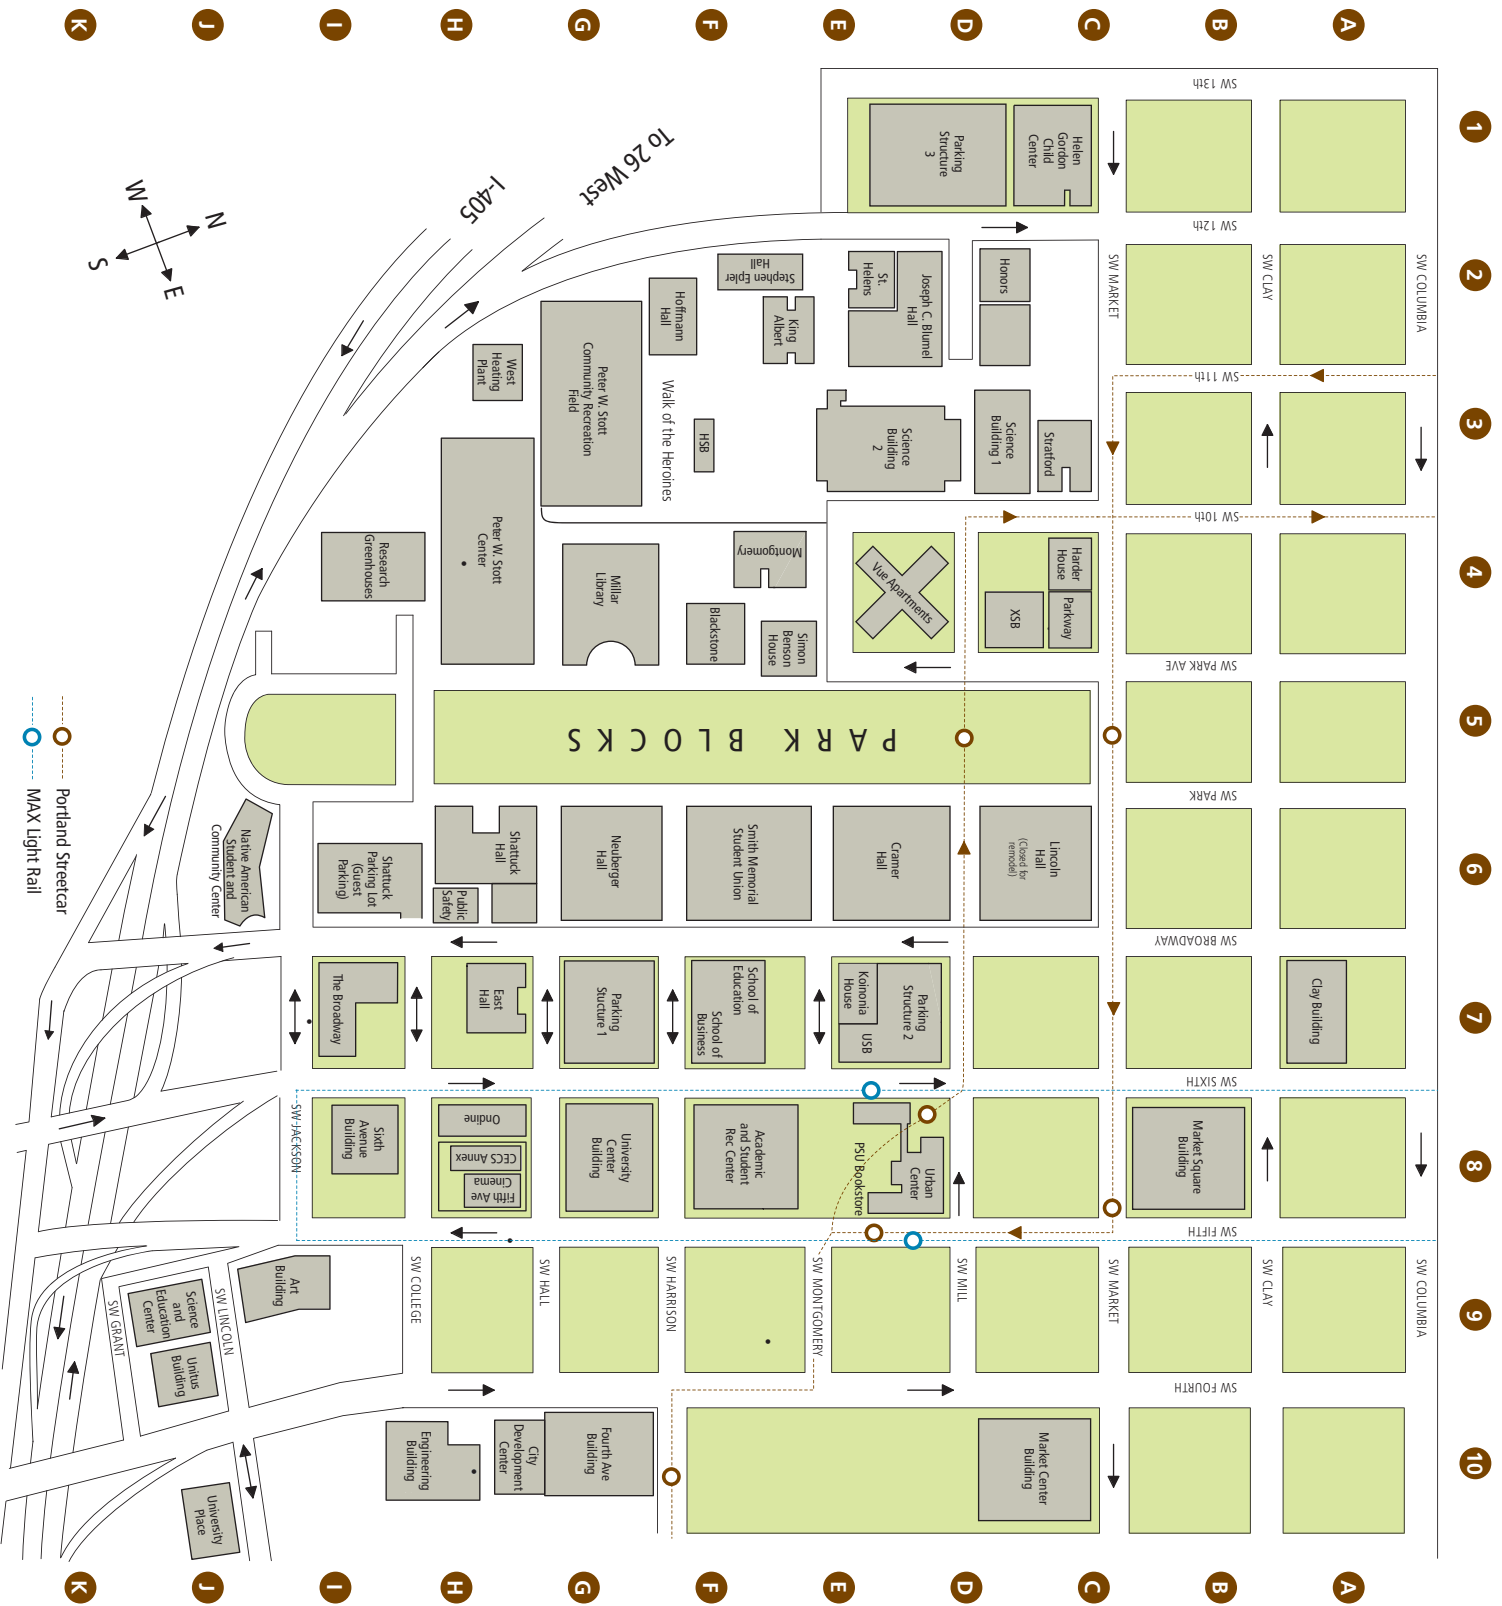 A
B
C
D
E
F
G
H
I
J
K
1
2
3
4
5
6
7
8
9
10
A
B
C
D
E
F
G
H
I
J
K
SW 13th
SW 12th
SW 11th
SW 10th
SW PARK AVE
SW PARK
SW BROADWAY
SW SIXTH
SW FIFTH
SW FOURTH
SW COLUMBIA
SW CLAY
SW MARKET
SW COLUMBIA
SW CLAY
SW MARKET
SW MILL
SW MONTGOMERY
SW HARRISON
SW HALL
SW COLLEGE
SW JACKSON
SW LINCOLN
SW GRANT
To 26 West
I-405
N
E
S
W
Helen
Gordon
Child
Center
Parking
Structure
3
Honors
Joseph C. Blumel
Hall
St.
Helens
Stephen Epler
Hall
King
Albert
Hoffmann
Hall
Walk of the Heroines
Peter W. Stott
Community Recreation
Field
West
Heating
Plant
Stratford
Science
Building 1
Science
Building
2
HSB
Peter W. Stott
Center
Research
Greenhouses
Harder
House
Parkway
XSB
Vue Apartments
Montgomery
Simon
Benson
House
Blackstone
Millar
Library
PARK BLOCKS
Lincoln
Hall
(Closed for
remodel)
Cramer
Hall
Smith Memorial
Student Union
Neuberger
Hall
Shattuck
Hall
Public
Safety
Shattuck
Parking Lot
(Guest
Parking)
Native American
Student and
Community Center
Clay Building
Parking
Structure 2
Koinonia
House
USB
School of
Education
School of
Business
Parking
Stucture 1
East
Hall
The Broadway
Market Square
Building
Urban
Center
PSU Bookstore
Academic
and Student
Rec Center
University
Center
Building
Ondine
CECS Annex
Fifth Ave
Cinema
Sixth
Avenue
Building
Art
Building
Science
and
Education
Center
Unitus
Building
Market Center
Building
Fourth Ave
Building
City
Development
Center
Engineering
Building
University
Place
Portland Streetcar
MAX Light Rail